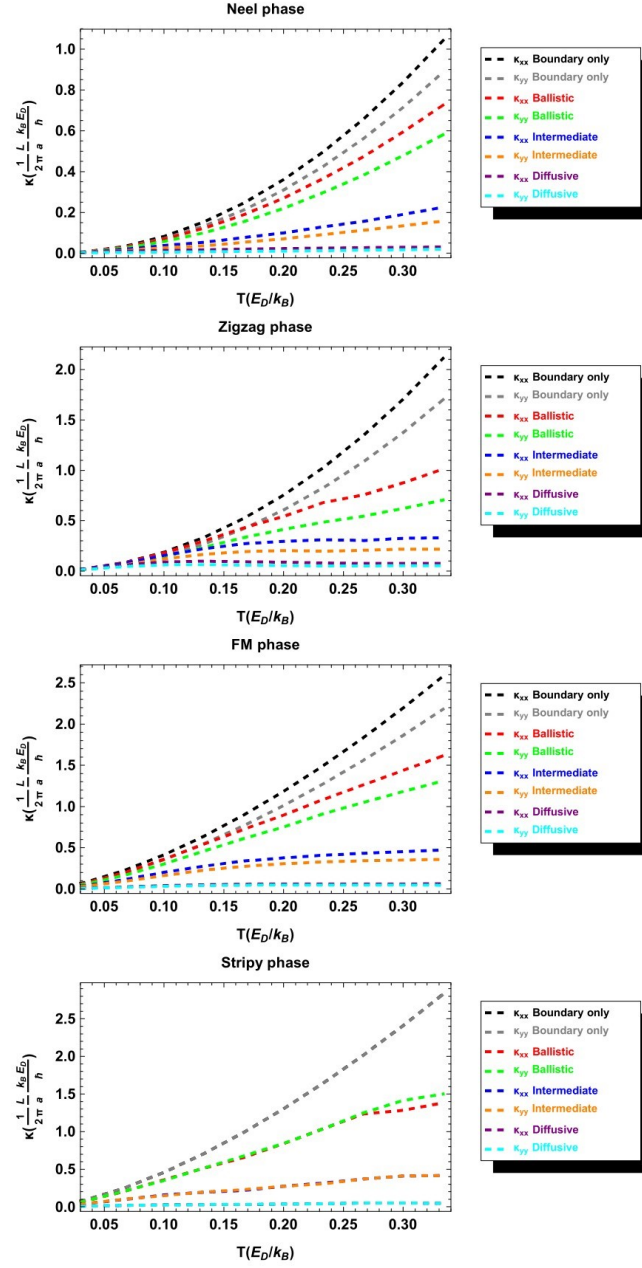 Neel phase
κxx Boundary only
κyy Boundary only
κxx Ballistic
κyy Ballistic
κxx Intermediate
κyy Intermediate
κxx Diffusive
κyy Diffusive
κ(1/2π L/a kB ED/ħ)
1.0
0.8
0.6
0.4
0.2
0.0
0.05 0.10 0.15 0.20 0.25 0.30
T(ED/kB)
Zigzag phase
κxx Boundary only
κyy Boundary only
κxx Ballistic
κyy Ballistic
κxx Intermediate
κyy Intermediate
κxx Diffusive
κyy Diffusive
κ(1/2π L/a kB ED/ħ)
2.0
1.5
1.0
0.5
0.0
0.05 0.10 0.15 0.20 0.25 0.30
T(ED/kB)
FM phase
κxx Boundary only
κyy Boundary only
κxx Ballistic
κyy Ballistic
κxx Intermediate
κyy Intermediate
κxx Diffusive
κyy Diffusive
κ(1/2π L/a kB ED/ħ)
2.5
2.0
1.5
1.0
0.5
0.0
0.05 0.10 0.15 0.20 0.25 0.30
T(ED/kB)
Stripy phase
κxx Boundary only
κyy Boundary only
κxx Ballistic
κyy Ballistic
κxx Intermediate
κyy Intermediate
κxx Diffusive
κyy Diffusive
κ(1/2π L/a kB ED/ħ)
2.5
2.0
1.5
1.0
0.5
0.0
0.05 0.10 0.15 0.20 0.25 0.30
T(ED/kB)